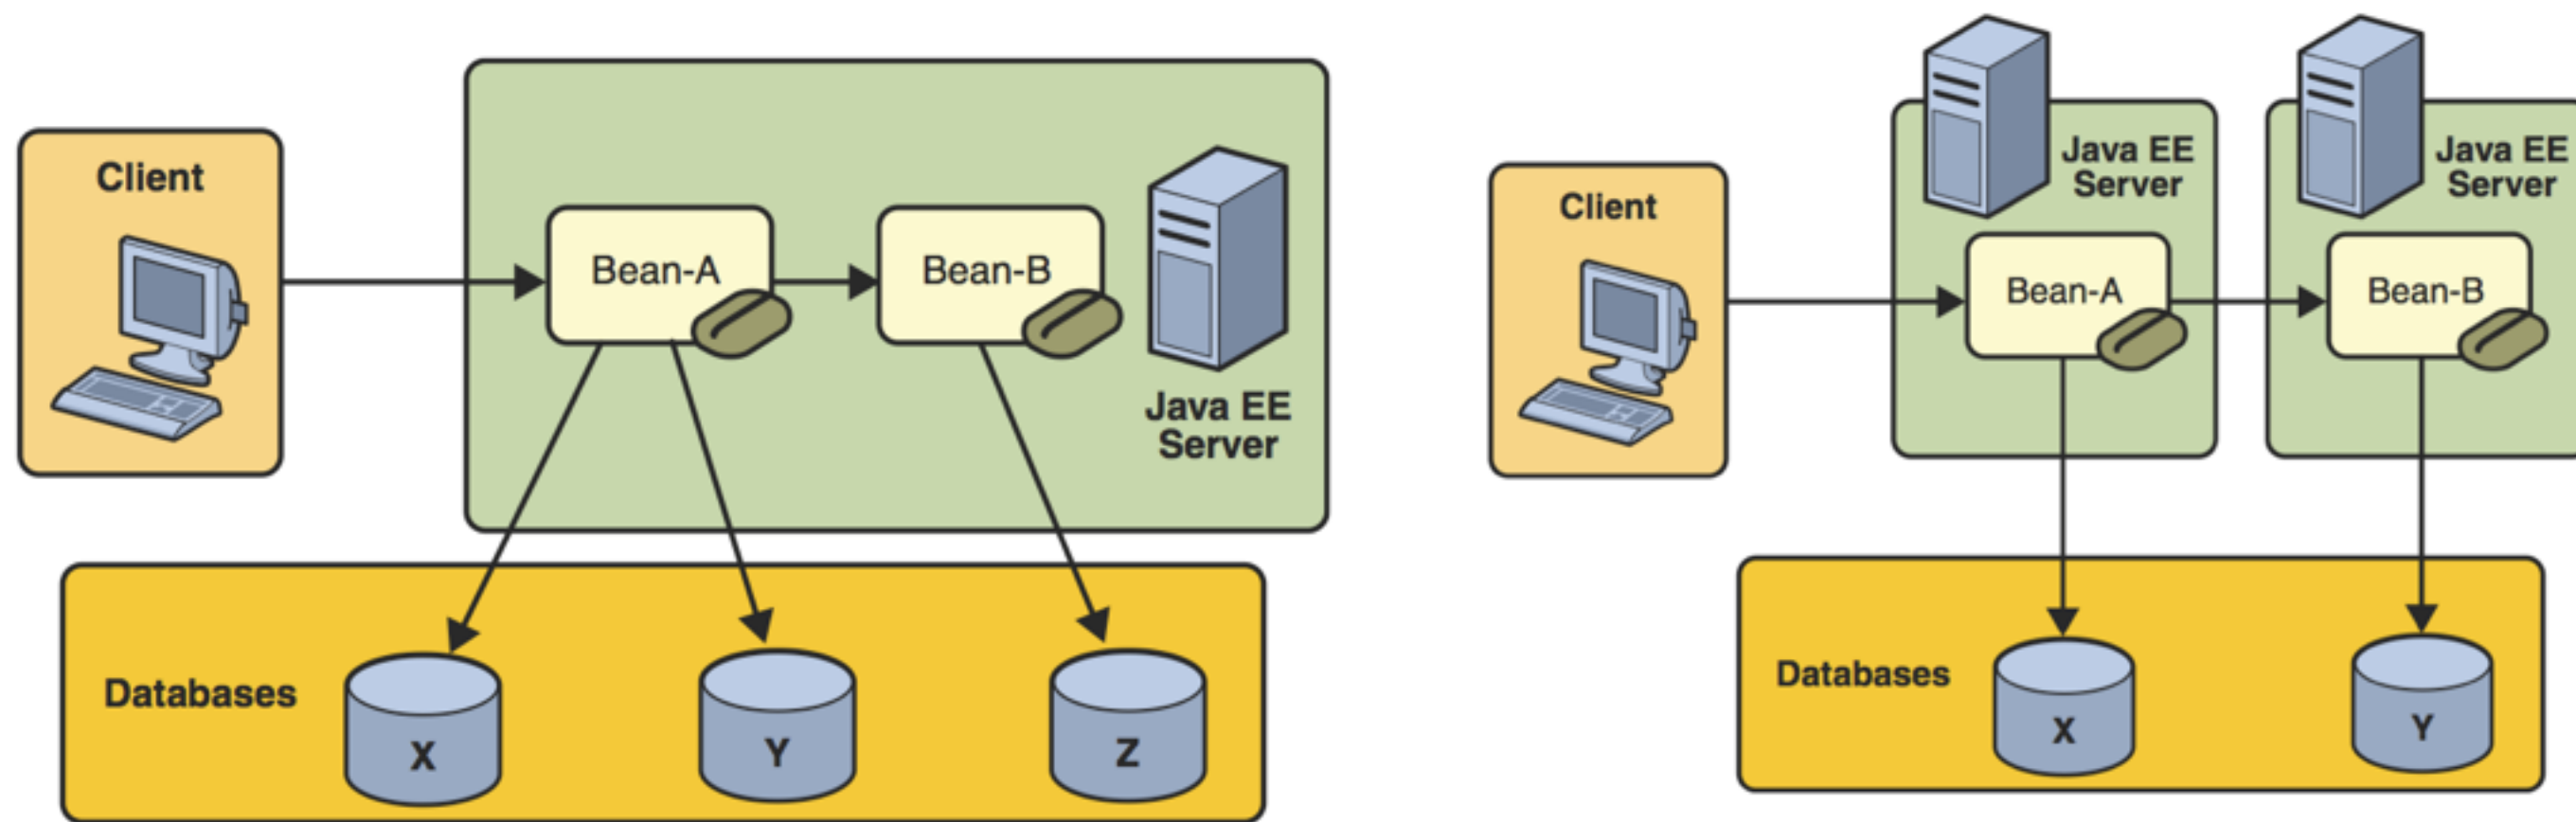 Client
Bean-A
Bean-B
Java EE
Server
Databases
X
Y
Z
Client
Java EE
Server
Bean-A
Java EE
Server
Bean-B
Databases
X
Y